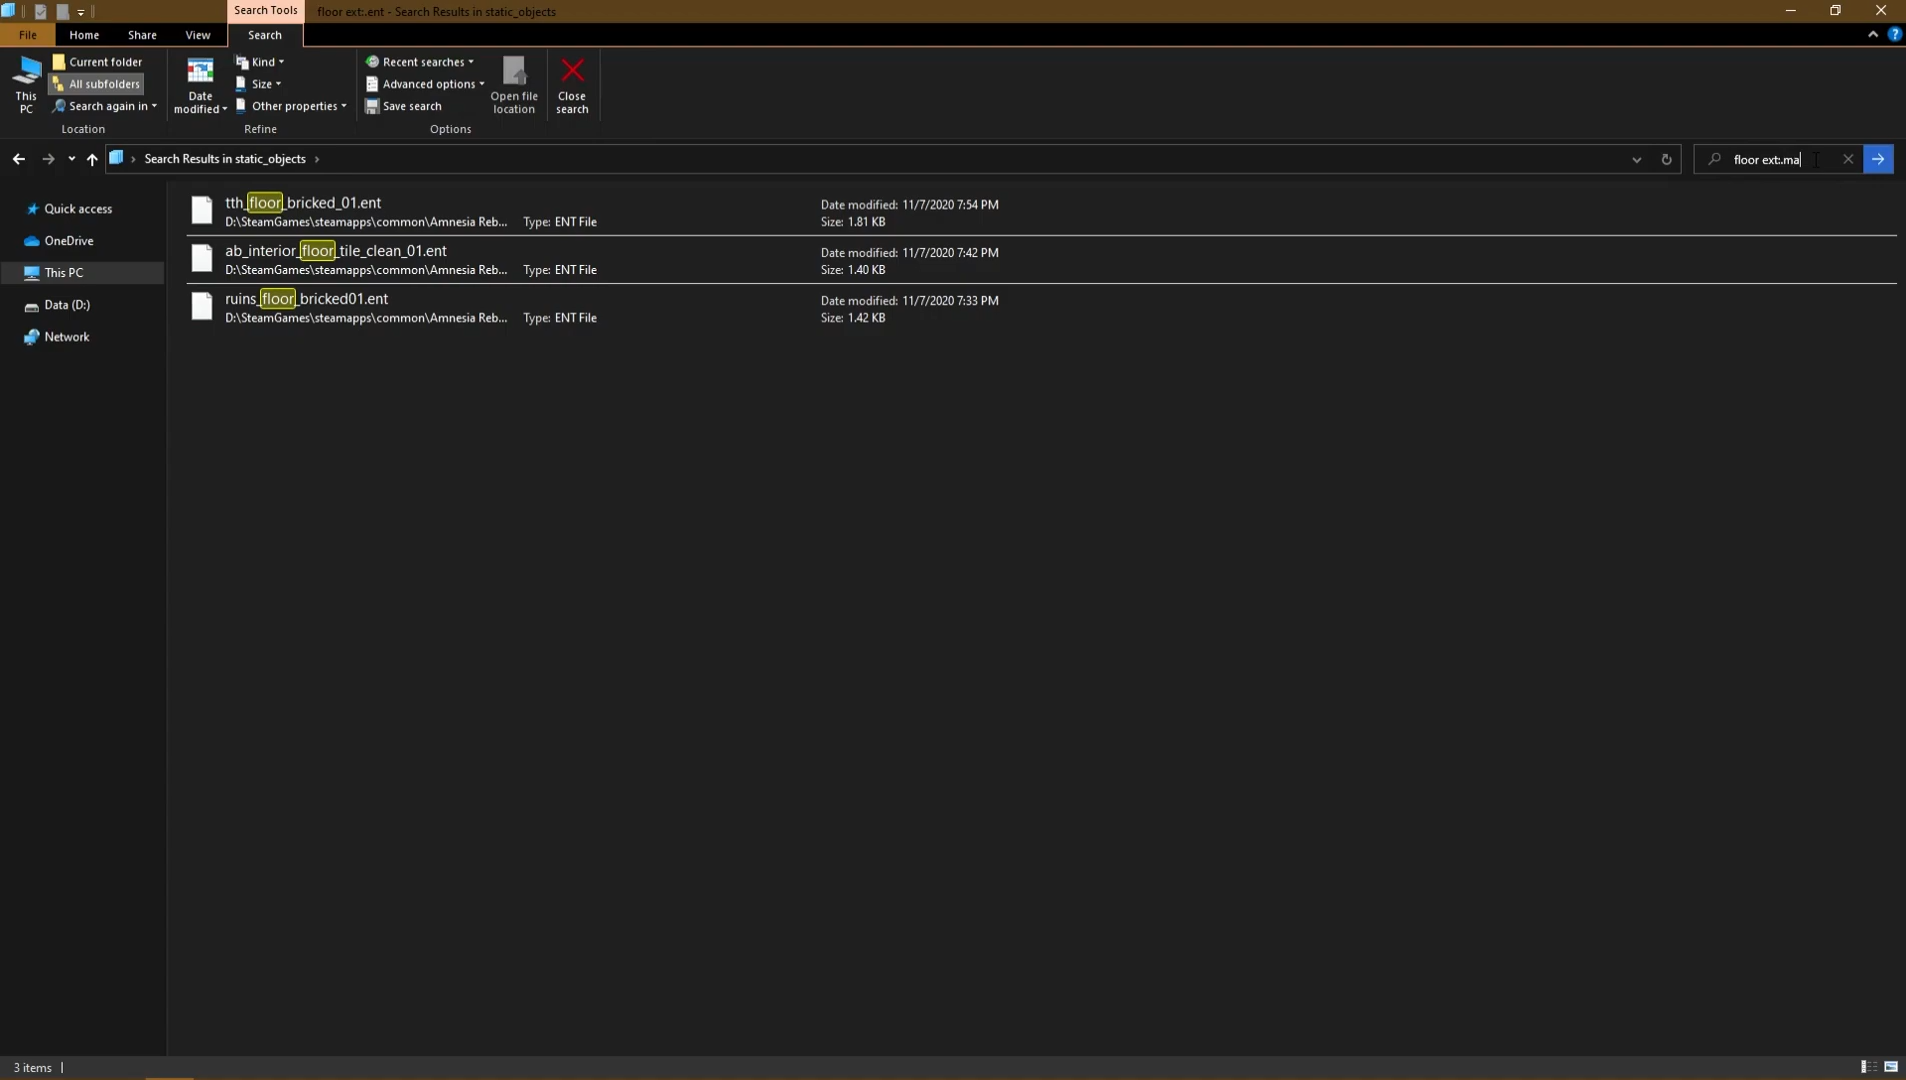 Search Tools
floor ext:.ent - Search Results in static_objects
File
Home
Share
View
Search
This PC
Current folder
All subfolders
Search again in
Location
Date modified
Kind
Size
Other properties
Refine
Recent searches
Advanced options
Save search
Options
Open file location
Close search
Search Results in static_objects
floor ext:.ma
Quick access
OneDrive
This PC
Data (D:)
Network
tth_floor_bricked_01.ent
D:\SteamGames\steamapps\common\Amnesia Reb... Type: ENT File
Date modified: 11/7/2020 7:54 PM
Size: 1.81 KB
ab_interior_floor_tile_clean_01.ent
D:\SteamGames\steamapps\common\Amnesia Reb... Type: ENT File
Date modified: 11/7/2020 7:42 PM
Size: 1.40 KB
ruins_floor_bricked01.ent
D:\SteamGames\steamapps\common\Amnesia Reb... Type: ENT File
Date modified: 11/7/2020 7:33 PM
Size: 1.42 KB
3 items